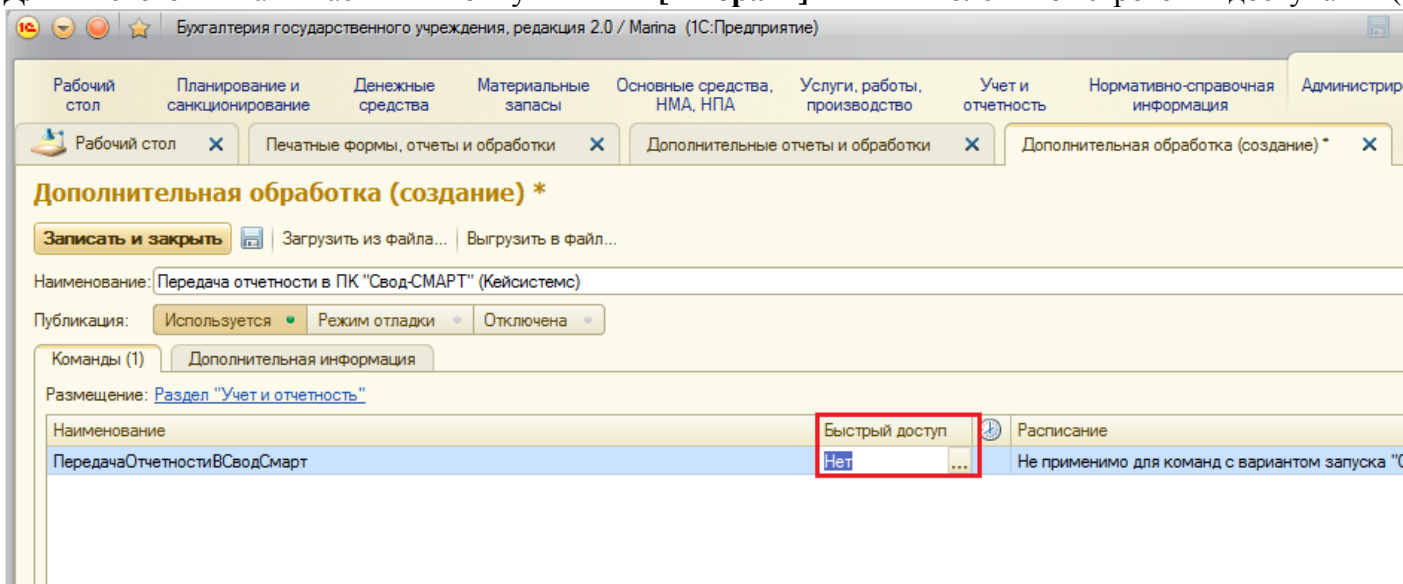 Бухгалтерия государственного учреждения, редакция 2.0 / Marina (1С:Предприятие)
Рабочий стол Планирование и санкционирование Денежные средства Материальные запасы Основные средства, НМА, НПА Услуги, работы, производство Учет и отчетность Нормативно-справочная информация Администрир
Рабочий стол Печатные формы, отчеты и обработки Дополнительные отчеты и обработки Дополнительная обработка (создание) *
Дополнительная обработка (создание) *
Записать и закрыть Загрузить из файла... Выгрузить в файл...
Наименование: Передача отчетности в ПК "Свод-СМАРТ" (Кейсистемс)
Публикация: Используется Режим отладки Отключена
Команды (1) Дополнительная информация
Размещение: Раздел "Учет и отчетность"
Наименование Быстрый доступ Расписание
ПередачаОтчетностиВСводСмарт Нет ... Не применимо для команд с вариантом запуска "О